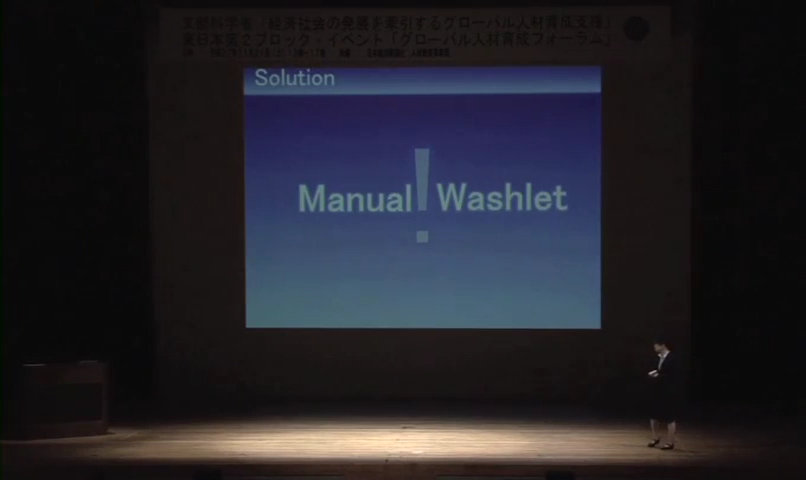 文部科学省「経済社会の発展を牽引するグローバル人材育成支援」
東日本第2ブロック・イベント「グローバル人材育成フォーラム」
Solution
Manual! Washlet